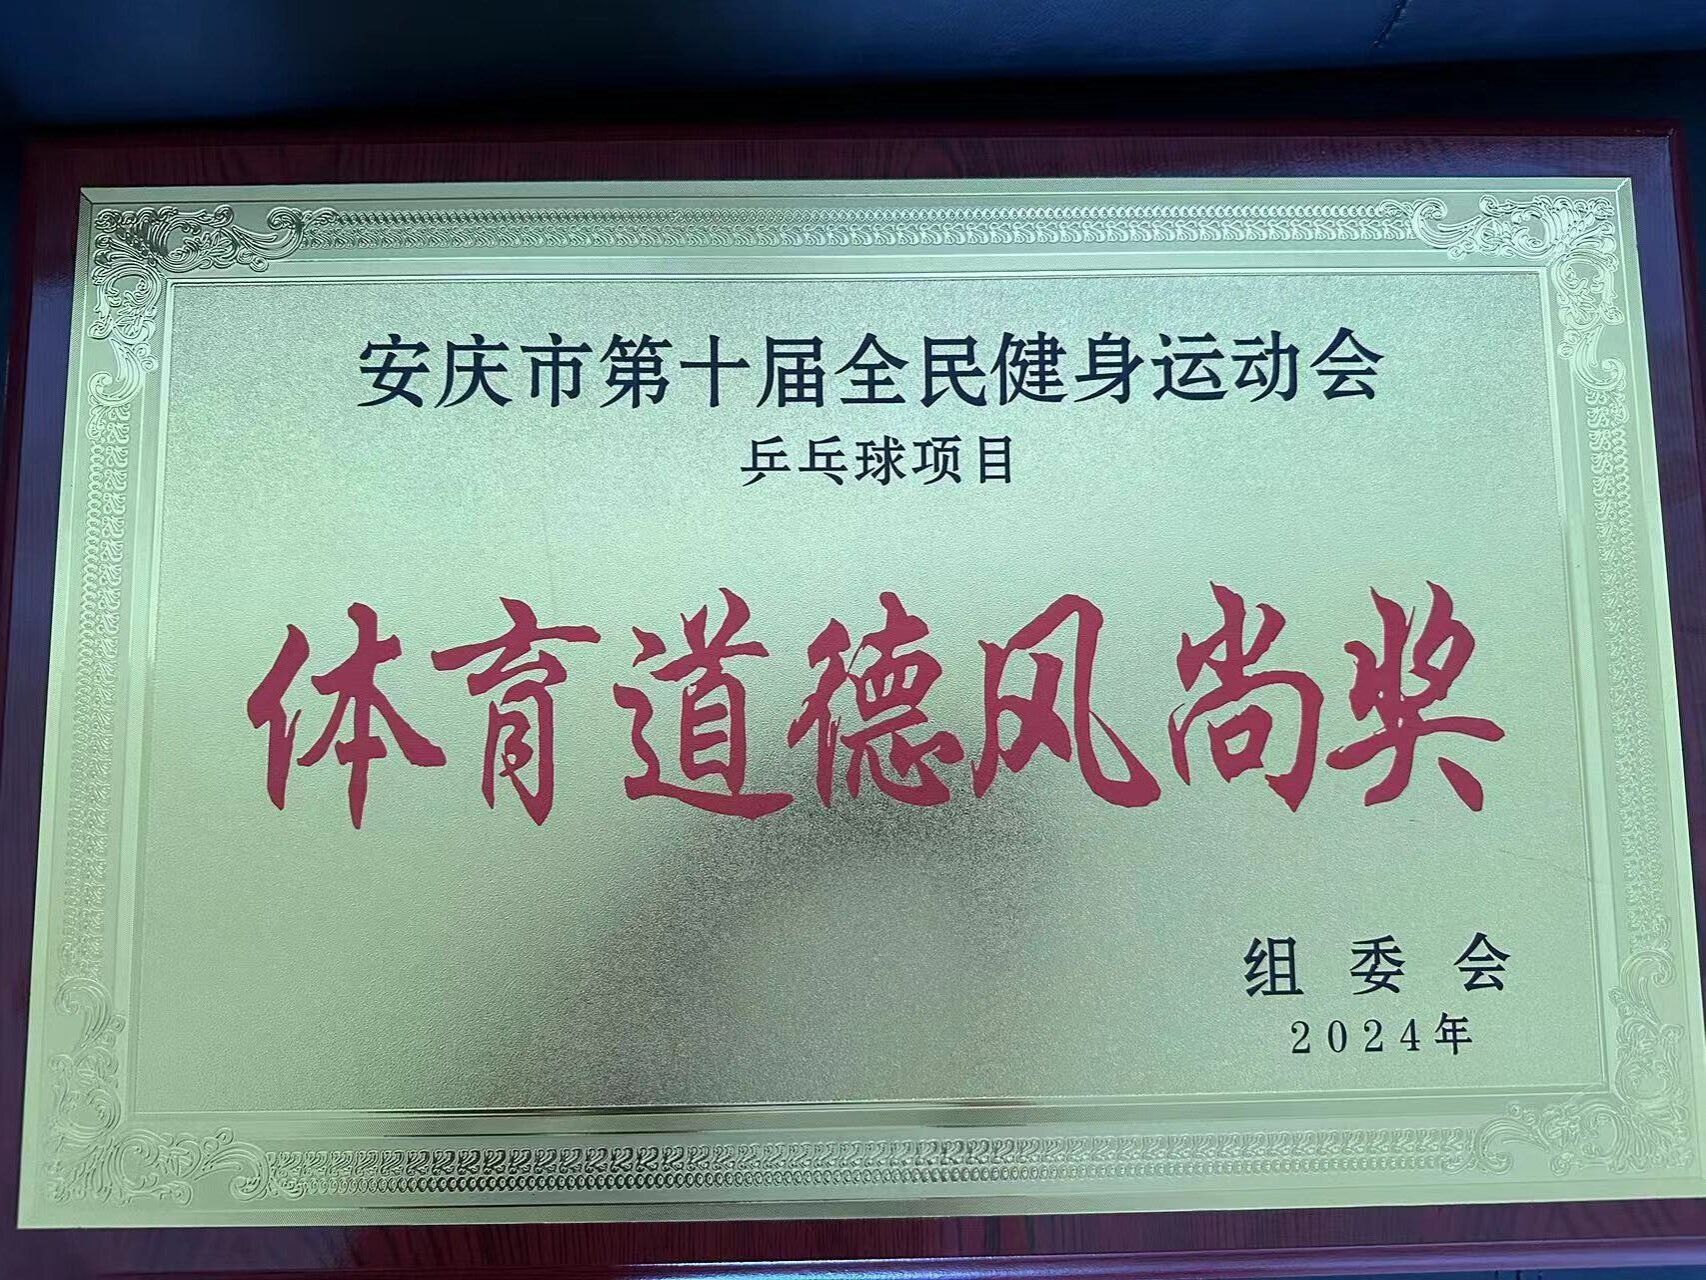 安庆市第十届全民健身运动会
乒乓球项目
体育道德风尚奖
组委会
2024年